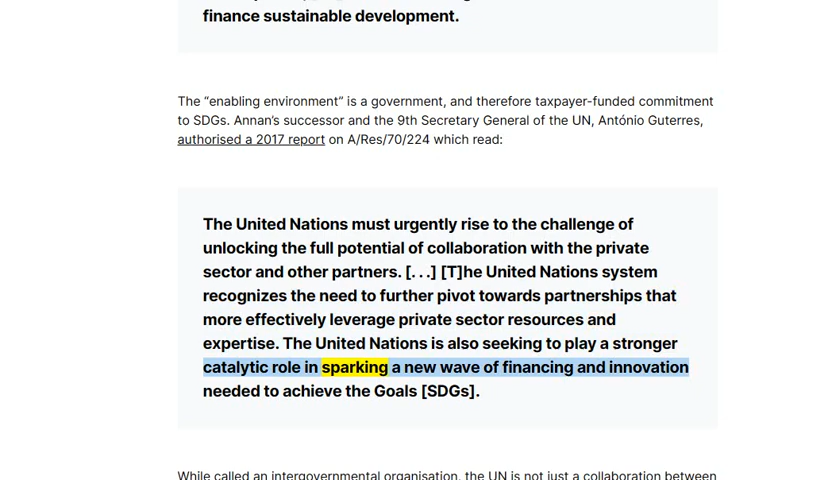 finance sustainable development.
The “enabling environment” is a government, and therefore taxpayer-funded commitment
to SDGs. Annan’s successor and the 9th Secretary General of the UN, António Guterres,
authorised a 2017 report on A/Res/70/224 which read:
The United Nations must urgently rise to the challenge of
unlocking the full potential of collaboration with the private
sector and other partners. [. . .] [T]he United Nations system
recognizes the need to further pivot towards partnerships that
more effectively leverage private sector resources and
expertise. The United Nations is also seeking to play a stronger
catalytic role in sparking a new wave of financing and innovation
needed to achieve the Goals [SDGs].
While called an intergovernmental organisation, the UN is not just a collaboration between